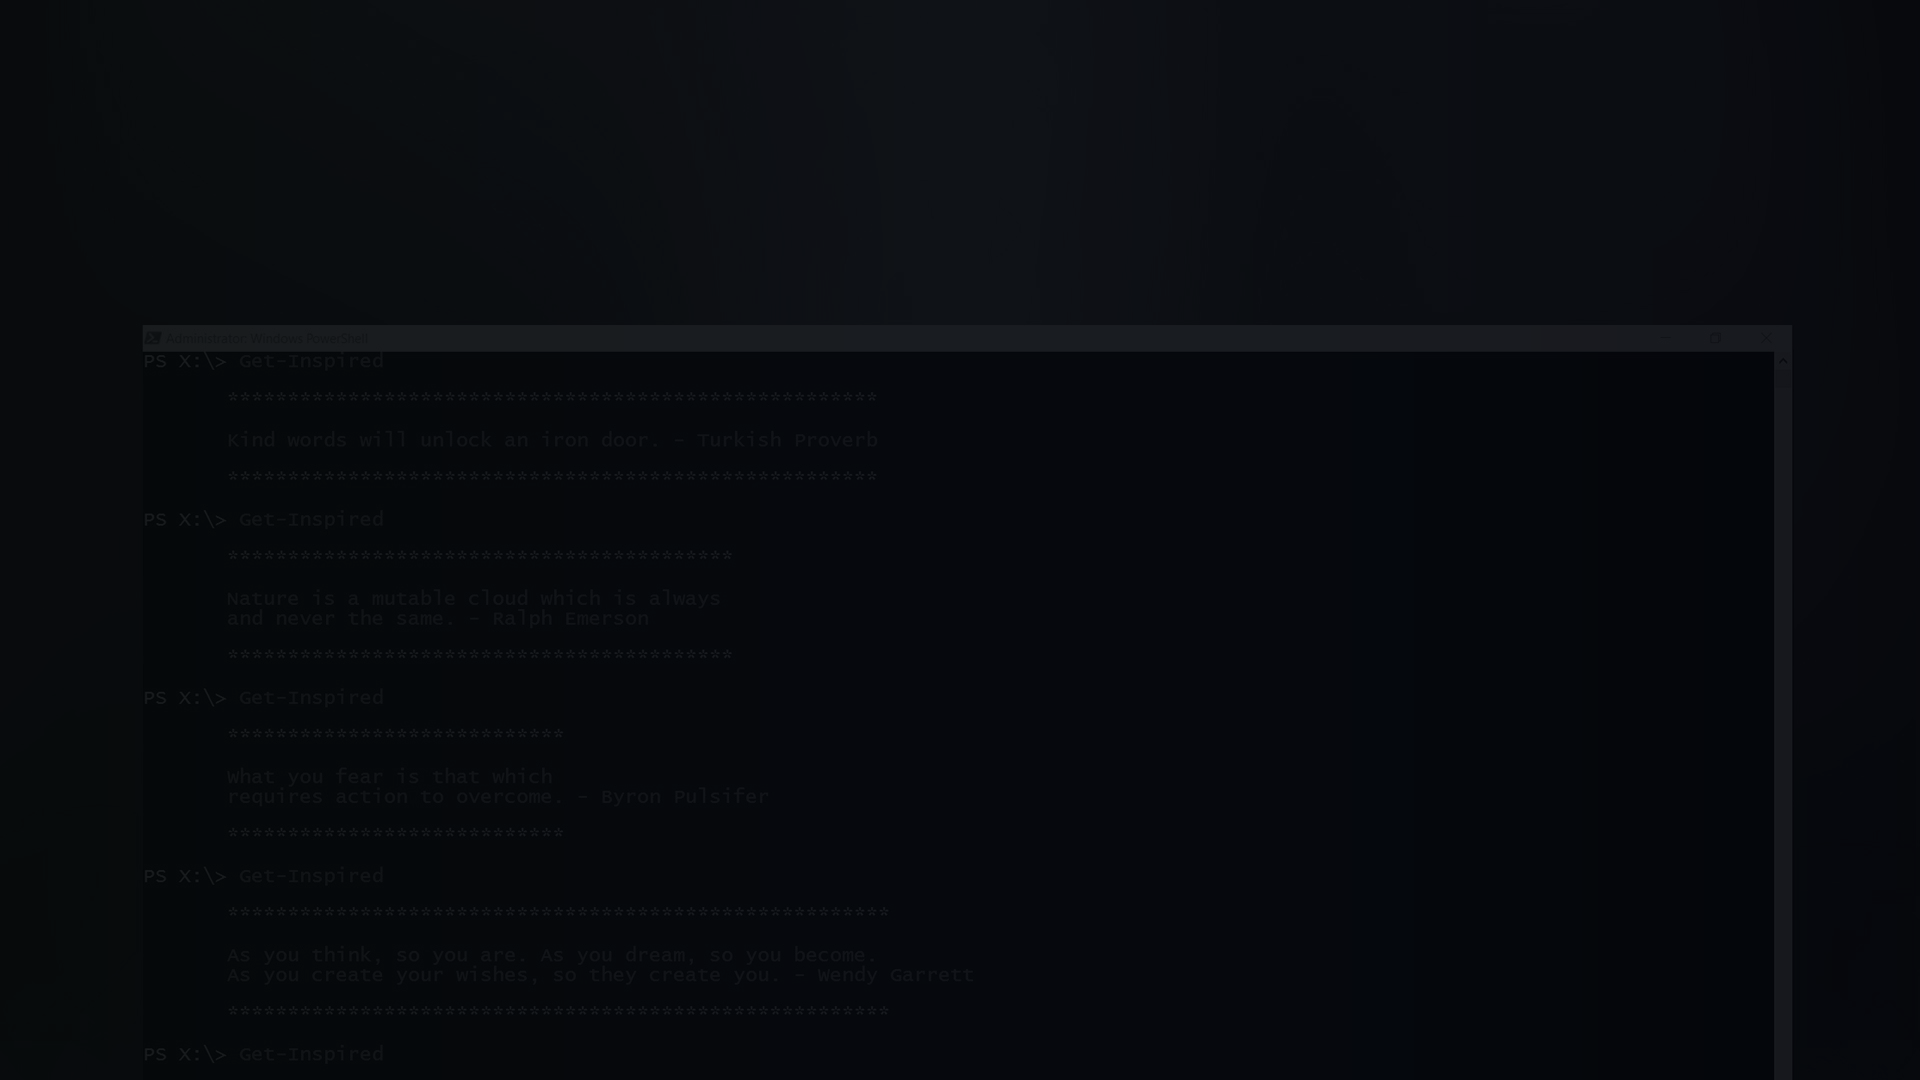 Administrator: Windows PowerShell
PS X:\> Get-Inspired
******************************************************
Kind words will unlock an iron door. - Turkish Proverb
******************************************************
PS X:\> Get-Inspired
******************************************
Nature is a mutable cloud which is always
and never the same. - Ralph Emerson
******************************************
PS X:\> Get-Inspired
****************************
What you fear is that which
requires action to overcome. - Byron Pulsifer
****************************
PS X:\> Get-Inspired
*******************************************************
As you think, so you are. As you dream, so you become.
As you create your wishes, so they create you. - Wendy Garrett
*******************************************************
PS X:\> Get-Inspired